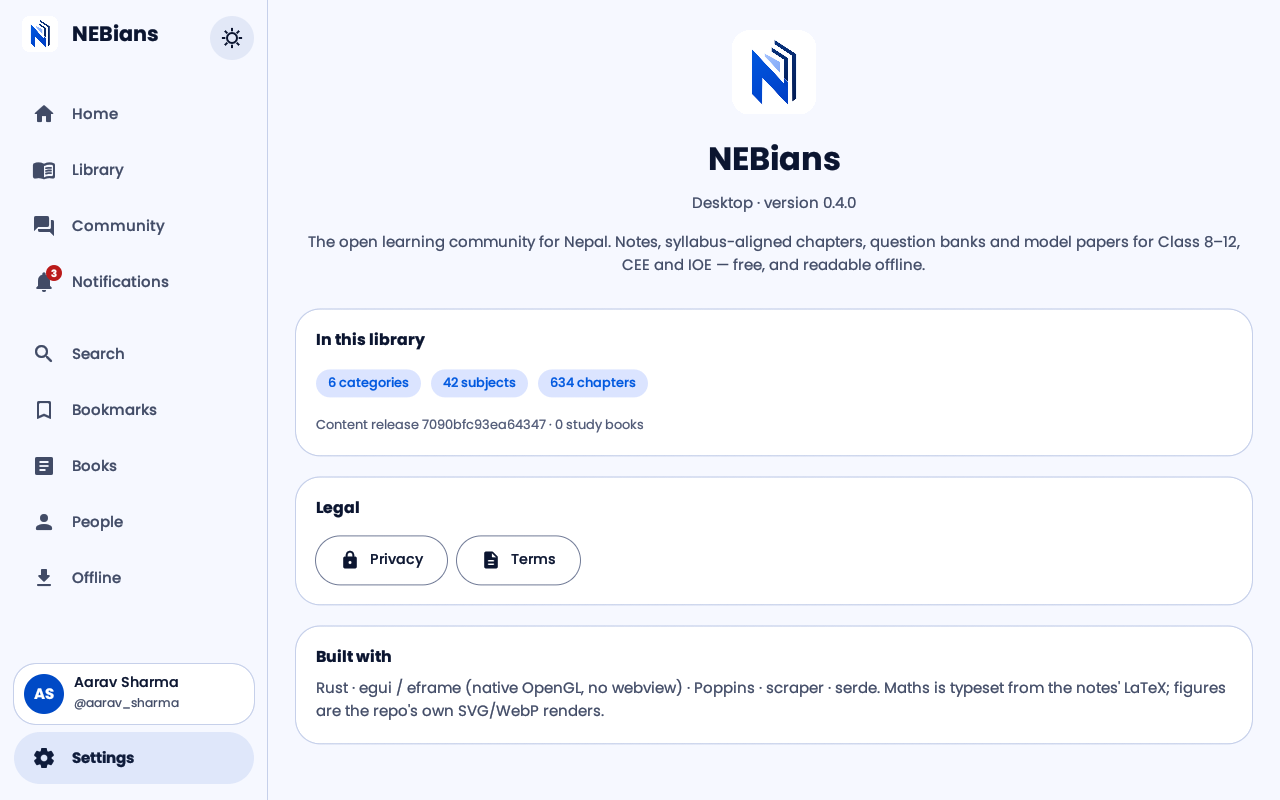 NEBians
Home
Library
Community
3
Notifications
Search
Bookmarks
Books
People
Offline
AS
Aarav Sharma
@aarav_sharma
Settings
NEBians
Desktop · version 0.4.0
The open learning community for Nepal. Notes, syllabus-aligned chapters, question banks and model papers for Class 8–12,
CEE and IOE — free, and readable offline.
In this library
6 categories
42 subjects
634 chapters
Content release 7090bfc93ea64347 · 0 study books
Legal
Privacy
Terms
Built with
Rust · egui / eframe (native OpenGL, no webview) · Poppins · scraper · serde. Maths is typeset from the notes' LaTeX; figures
are the repo's own SVG/WebP renders.